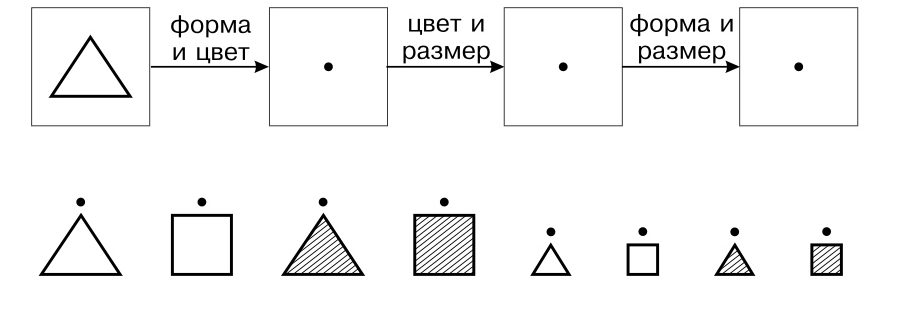 форма
и цвет
цвет и
размер
форма и
размер